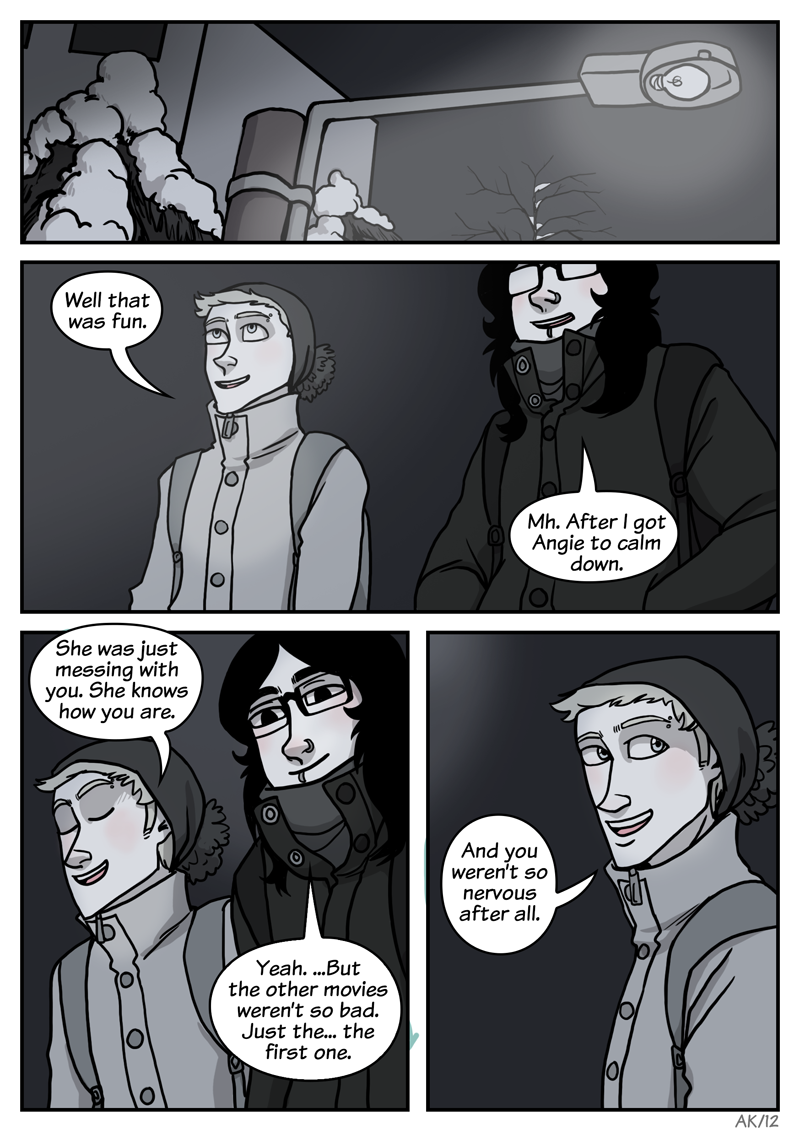 Well that
was fun.
Mh. After I got
Angie to calm
down.
She was just
messing with
you. She knows
how you are.
Yeah. ...But
the other movies
weren't so bad.
Just the... the
first one.
And you
weren't so
nervous
after all.
AK/12